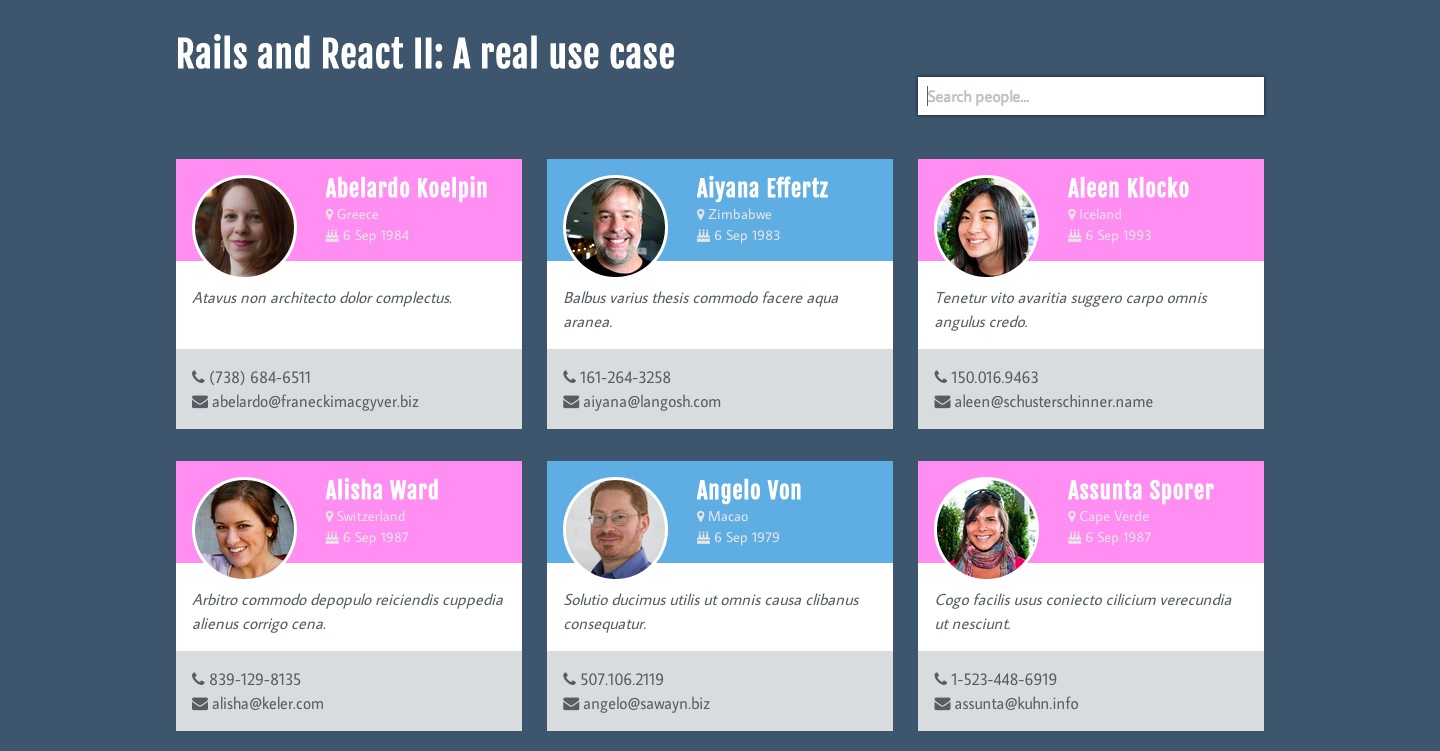 Rails and React II: A real use case
Search people...
Abelardo Koelpin
Greece
6 Sep 1984
Atavus non architecto dolor complectus.
(738) 684-6511
abelardo@franeckimacgyver.biz
Aiyana Effertz
Zimbabwe
6 Sep 1983
Balbus varius thesis commodo facere aqua
aranea.
161-264-3258
aiyana@langosh.com
Aleen Klocko
Iceland
6 Sep 1993
Tenetur vito avaritia suggero carpo omnis
angulus credo.
150.016.9463
aleen@schusterschinner.name
Alisha Ward
Switzerland
6 Sep 1987
Arbitro commodo depopulo reiciendis cuppedia
alienus corrigo cena.
839-129-8135
alisha@keler.com
Angelo Von
Macao
6 Sep 1979
Solutio ducimus utilis ut omnis causa clibanus
consequatur.
507.106.2119
angelo@sawayn.biz
Assunta Sporer
Cape Verde
6 Sep 1987
Cogo facilis usus coniecto cilicium verecundia
ut nesciunt.
1-523-448-6919
assunta@kuhn.info